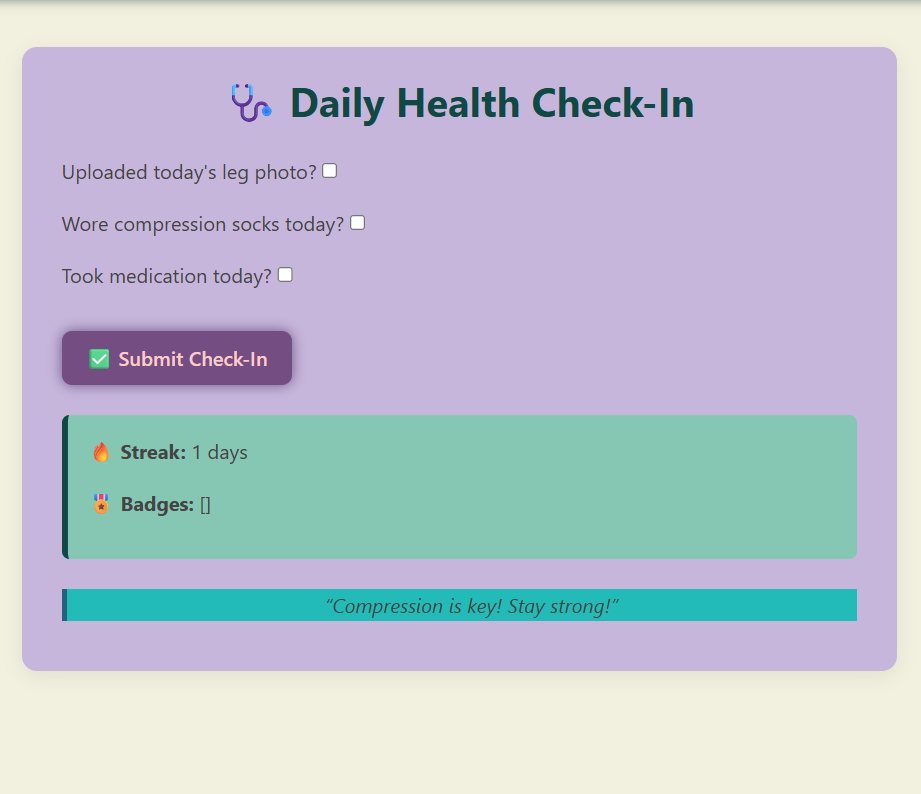 🩺 Daily Health Check-In
Uploaded today's leg photo?
Wore compression socks today?
Took medication today?
✅ Submit Check-In
🔥 Streak: 1 days
🏅 Badges: []
“Compression is key! Stay strong!”